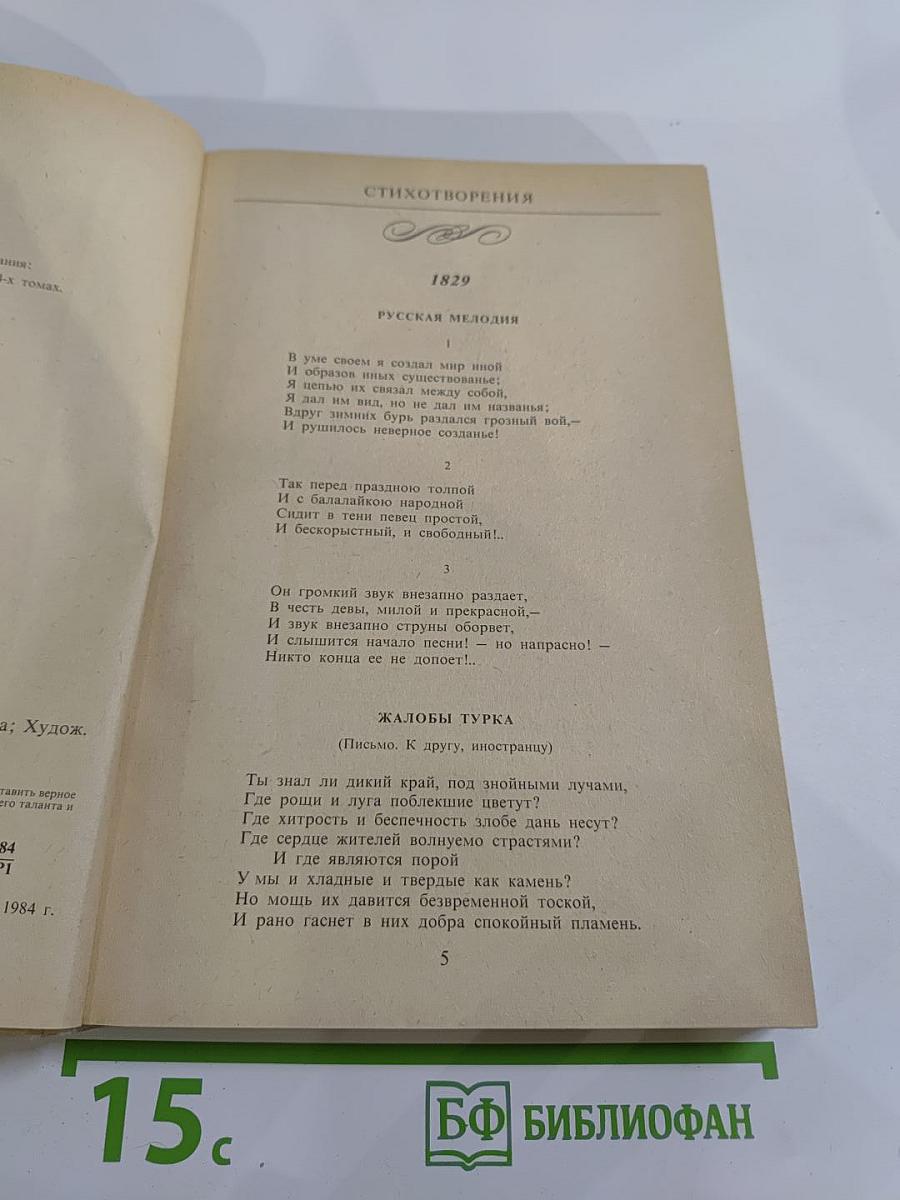 ания:
4-х томах.
а; Худож.
тавить верное
его таланта и
84
РІ
1984 г.
СТИХОТВОРЕНИЯ
1829
РУССКАЯ МЕЛОДИЯ
1
В уме своем я создал мир иной
И образов иных существованье;
Я цепью их связал между собой,
Я дал им вид, но не дал им названья;
Вдруг зимних бурь раздался грозный вой,—
И рушилось неверное созданье!
2
Так перед праздною толпой
И с балалайкою народной
Сидит в тени певец простой,
И бескорыстный, и свободный!..
3
Он громкий звук внезапно раздает,
В честь девы, милой и прекрасной,—
И звук внезапно струны оборвет,
И слышится начало песни! — но напрасно! —
Никто конца ее не допоет!..
ЖАЛОБЫ ТУРКА
(Письмо. К другу, иностранцу)
Ты знал ли дикий край, под знойными лучами,
Где рощи и луга поблекшие цветут?
Где хитрость и беспечность злобе дань несут?
Где сердце жителей волнуемо страстями?
И где являются порой
Умы и хладные и твердые как камень?
Но мощь их давится безвременной тоской,
И рано гаснет в них добра спокойный пламень.
5
15 с
БФ БИБЛИОФАН